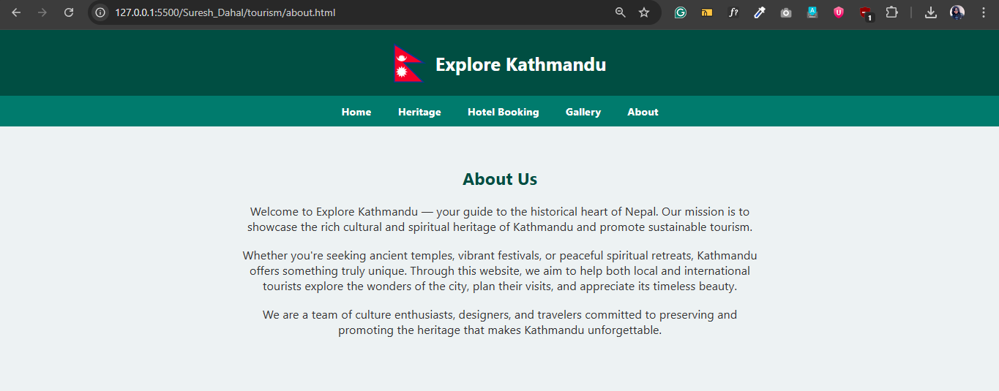 127.0.0.1:5500/Suresh_Dahal/tourism/about.html
f?
A
U
1
Explore Kathmandu
Home Heritage Hotel Booking Gallery About
About Us
Welcome to Explore Kathmandu — your guide to the historical heart of Nepal. Our mission is to
showcase the rich cultural and spiritual heritage of Kathmandu and promote sustainable tourism.
Whether you're seeking ancient temples, vibrant festivals, or peaceful spiritual retreats, Kathmandu
offers something truly unique. Through this website, we aim to help both local and international
tourists explore the wonders of the city, plan their visits, and appreciate its timeless beauty.
We are a team of culture enthusiasts, designers, and travelers committed to preserving and
promoting the heritage that makes Kathmandu unforgettable.